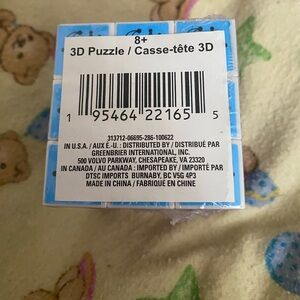 8+
3D Puzzle / Casse-tête 3D
1 95464 22165 5
313712-06695-286-100622
IN U.S.A. / AUX É.-U. : DISTRIBUTED BY / DISTRIBUÉ PAR
GREENBRIER INTERNATIONAL, INC.
500 VOLVO PARKWAY, CHESAPEAKE, VA 23320
IN CANADA / AU CANADA : IMPORTED BY / IMPORTÉ PAR
DTSC IMPORTS BURNABY, BC V5G 4P3
MADE IN CHINA / FABRIQUÉ EN CHINE